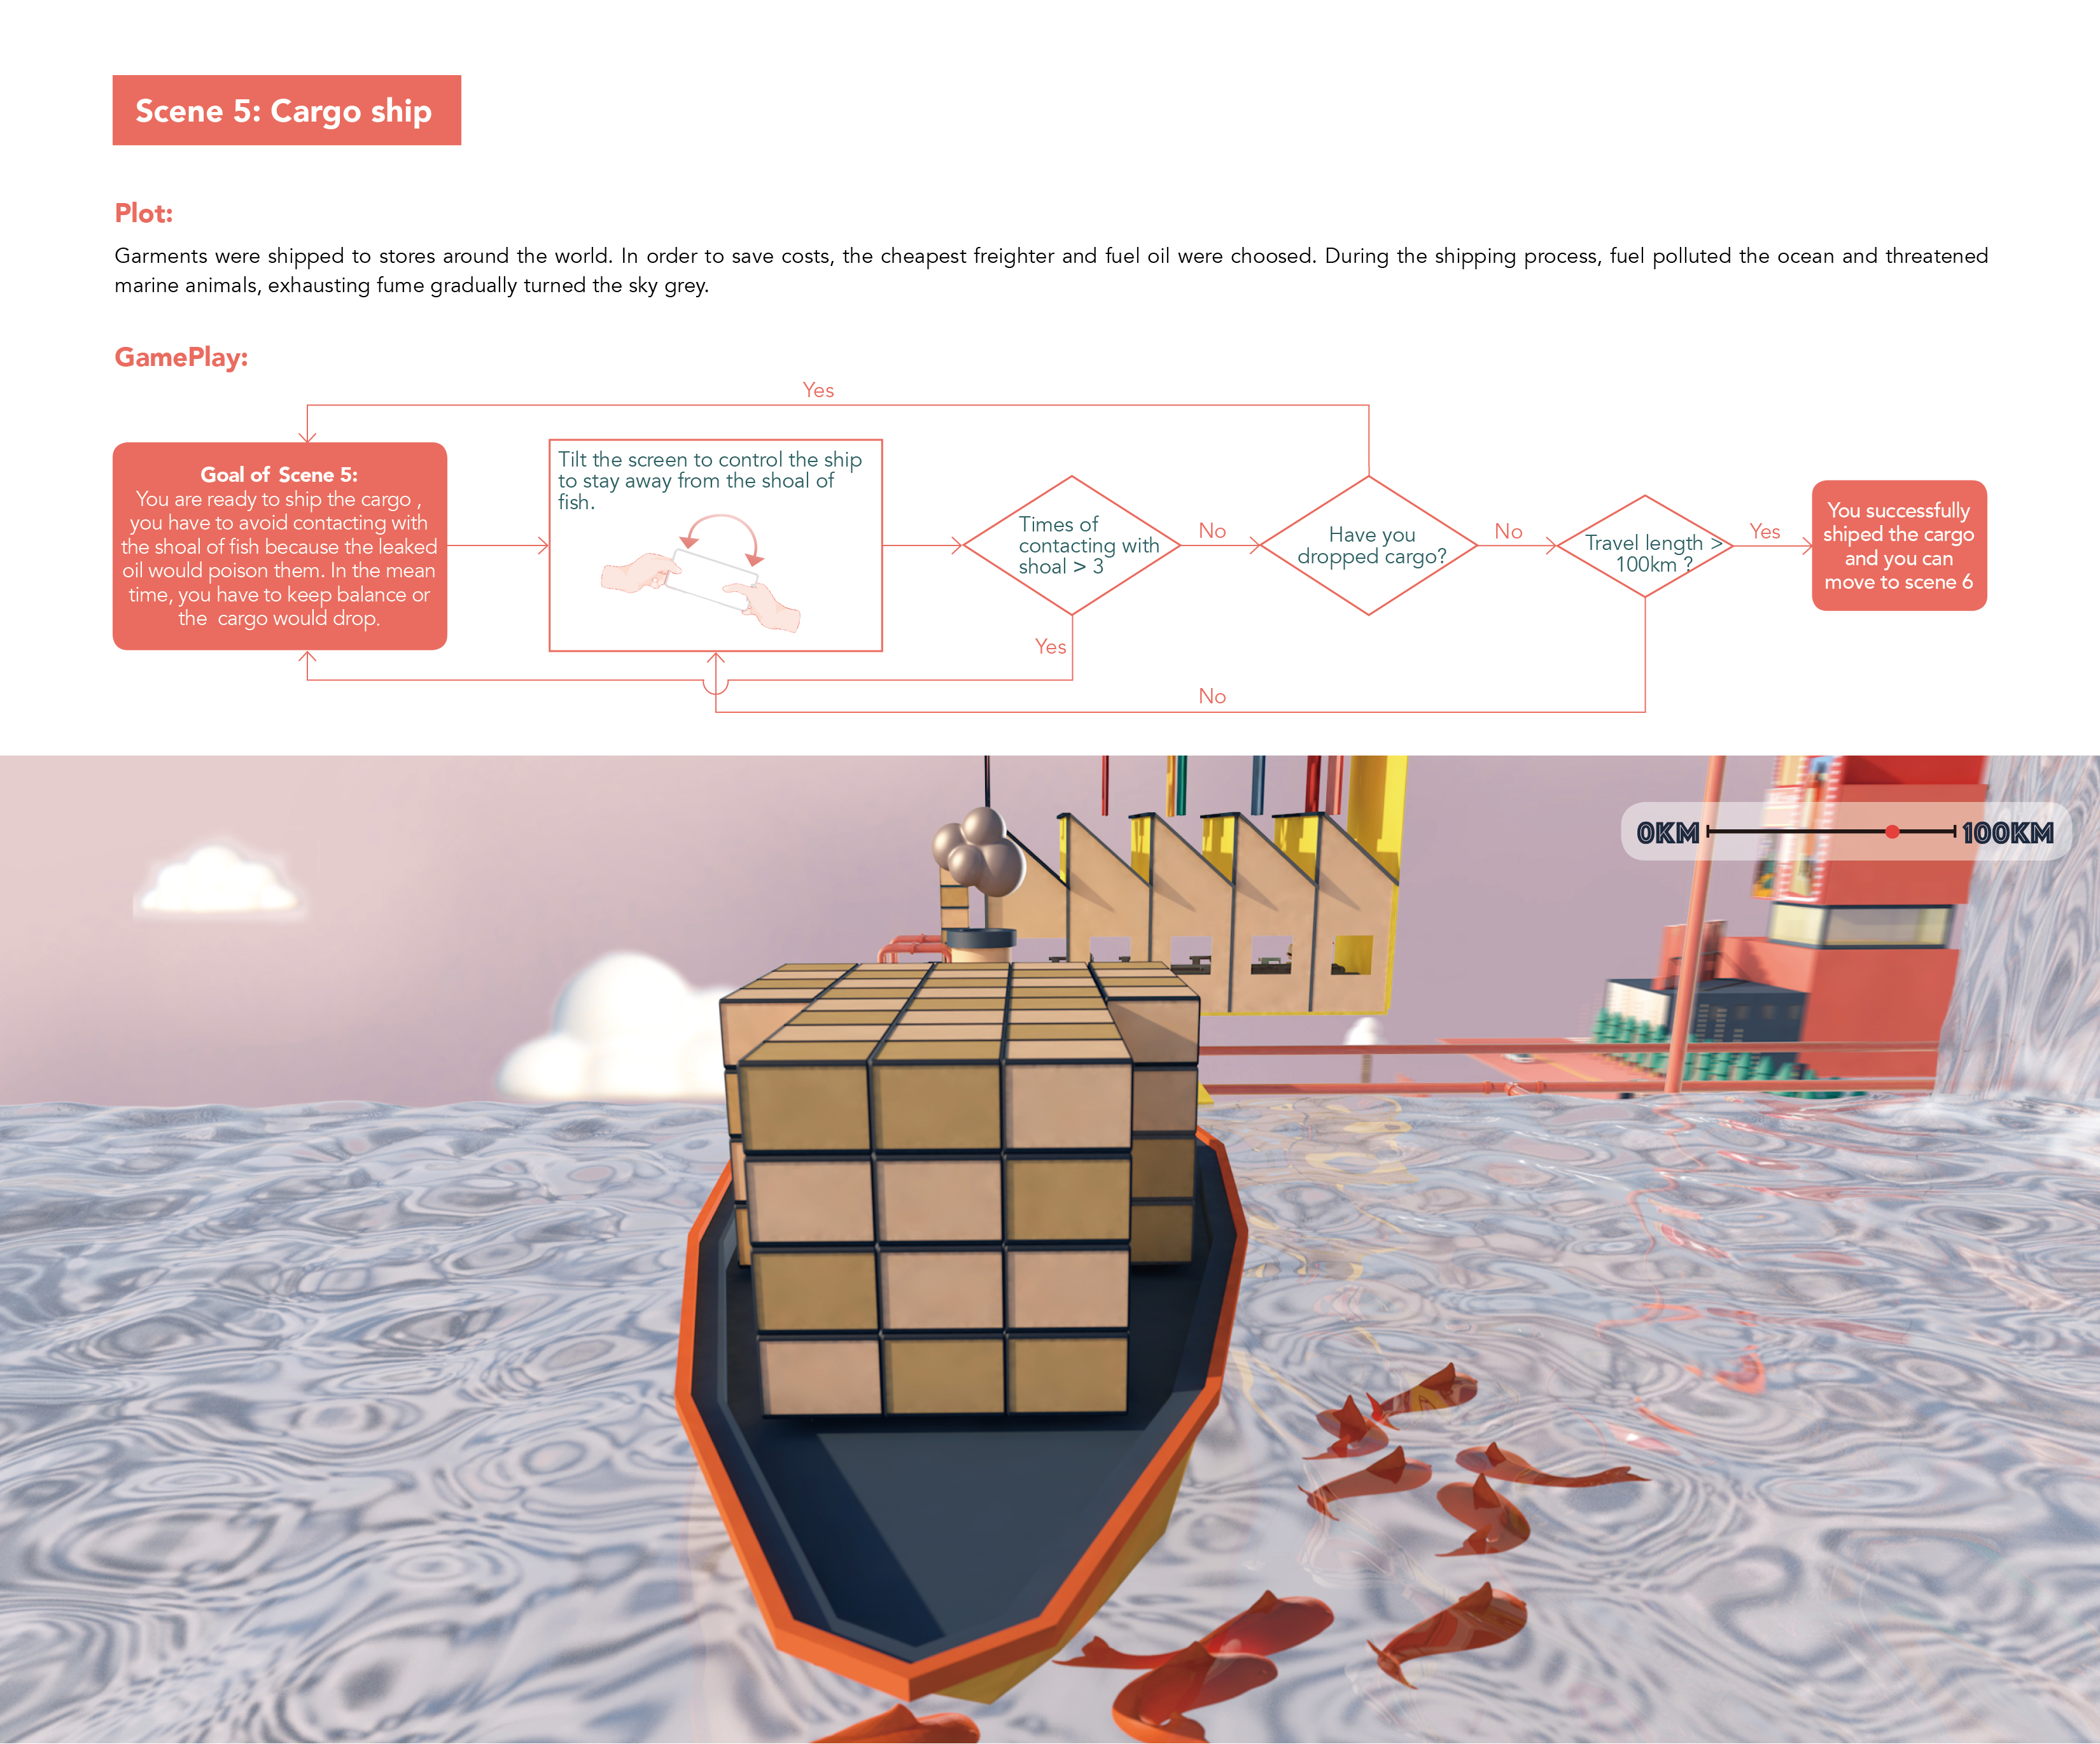 Scene 5: Cargo ship
Plot:
Garments were shipped to stores around the world. In order to save costs, the cheapest freighter and fuel oil were choosed. During the shipping process, fuel polluted the ocean and threatened
marine animals, exhausting fume gradually turned the sky grey.
GamePlay:
Yes
Goal of Scene 5:
You are ready to ship the cargo ,
you have to avoid contacting with
the shoal of fish because the leaked
oil would poison them. In the mean
time, you have to keep balance or
the cargo would drop.
Tilt the screen to control the ship
to stay away from the shoal of
fish.
Times of
contacting with
shoal > 3
No
Have you
dropped cargo?
No
Travel length >
100km ?
Yes
You successfully
shiped the cargo
and you can
move to scene 6
Yes
No
0KM
100KM